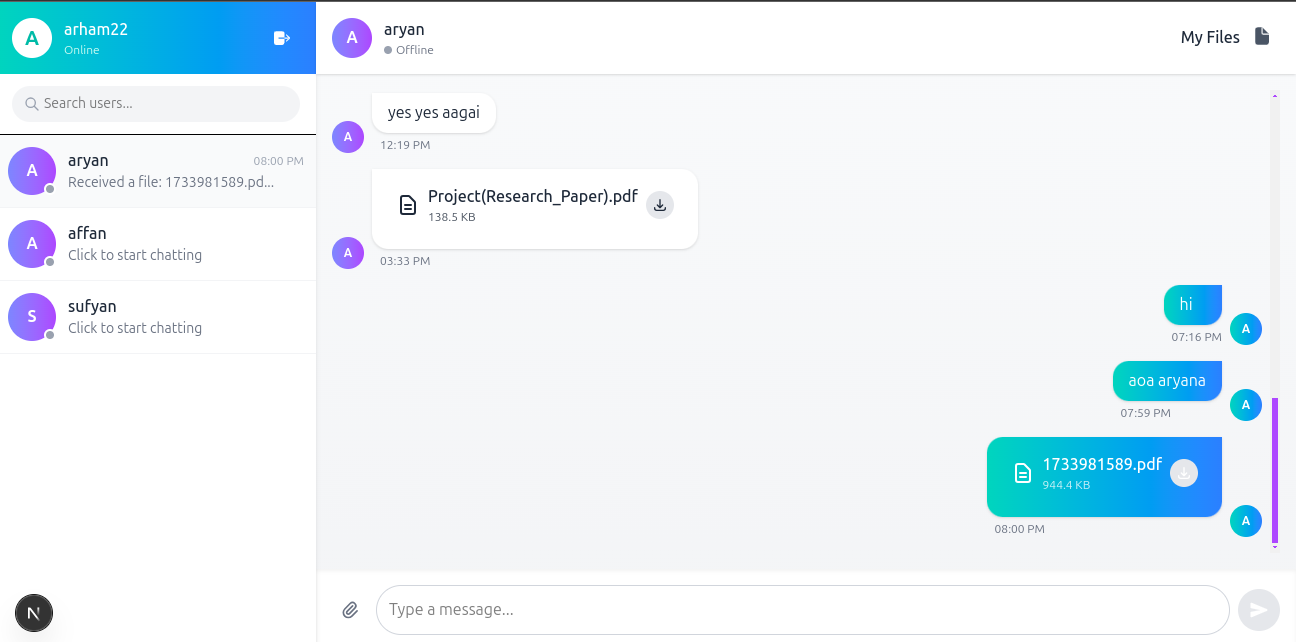 A
arham22
Online
Search users...
A
aryan
08:00 PM
Received a file: 1733981589.pd...
A
affan
Click to start chatting
S
sufyan
Click to start chatting
N
A
aryan
Offline
My Files
yes yes aagai
A
12:19 PM
Project(Research_Paper).pdf
138.5 KB
A
03:33 PM
hi
A
07:16 PM
aoa aryana
A
07:59 PM
1733981589.pdf
944.4 KB
A
08:00 PM
Type a message...